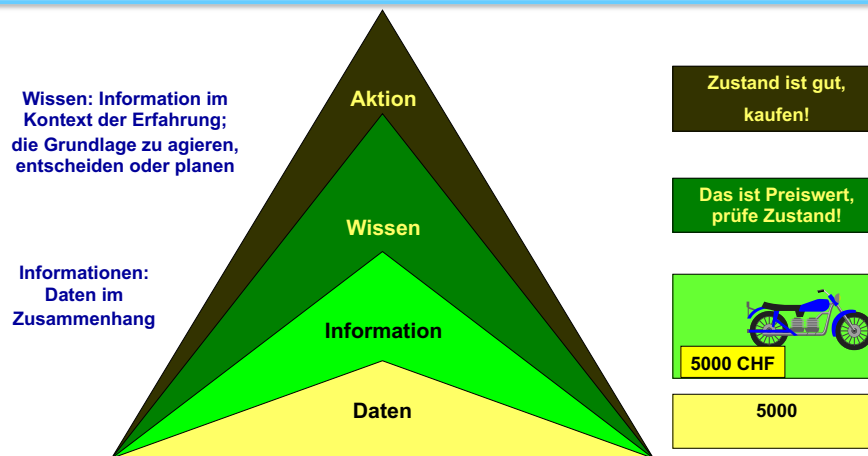 Wissen: Information im
Kontext der Erfahrung;
die Grundlage zu agieren,
entscheiden oder planen
Informationen:
Daten im
Zusammenhang
Aktion
Wissen
Information
Daten
Zustand ist gut,
kaufen!
Das ist Preiswert,
prüfe Zustand!
5000 CHF
5000